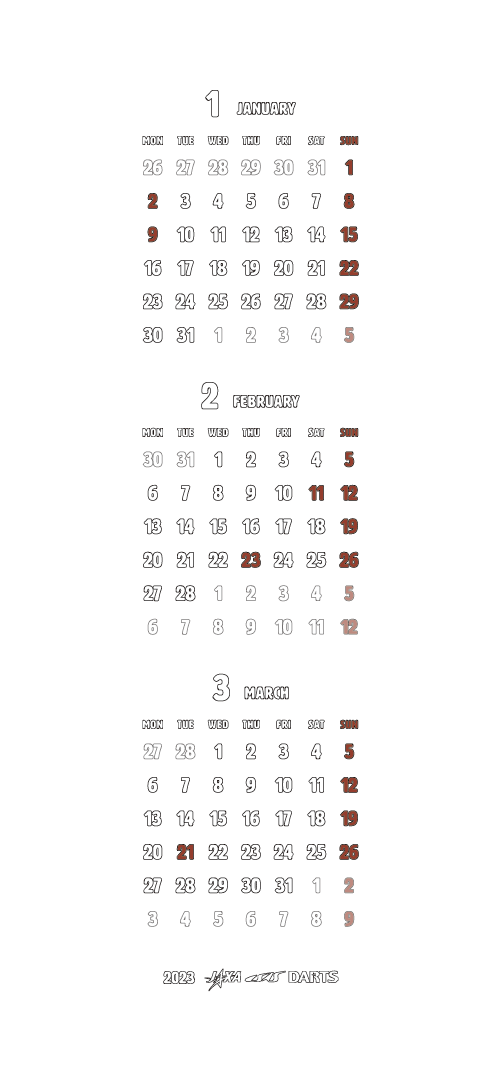 1 JANUARY
MON TUE WED THU FRI SAT SUN
26 27 28 29 30 31 1
2 3 4 5 6 7 8
9 10 11 12 13 14 15
16 17 18 19 20 21 22
23 24 25 26 27 28 29
30 31 1 2 3 4 5
2 FEBRUARY
MON TUE WED THU FRI SAT SUN
30 31 1 2 3 4 5
6 7 8 9 10 11 12
13 14 15 16 17 18 19
20 21 22 23 24 25 26
27 28 1 2 3 4 5
6 7 8 9 10 11 12
3 MARCH
MON TUE WED THU FRI SAT SUN
27 28 1 2 3 4 5
6 7 8 9 10 11 12
13 14 15 16 17 18 19
20 21 22 23 24 25 26
27 28 29 30 31 1 2
3 4 5 6 7 8 9
2023 JAXA DARTS